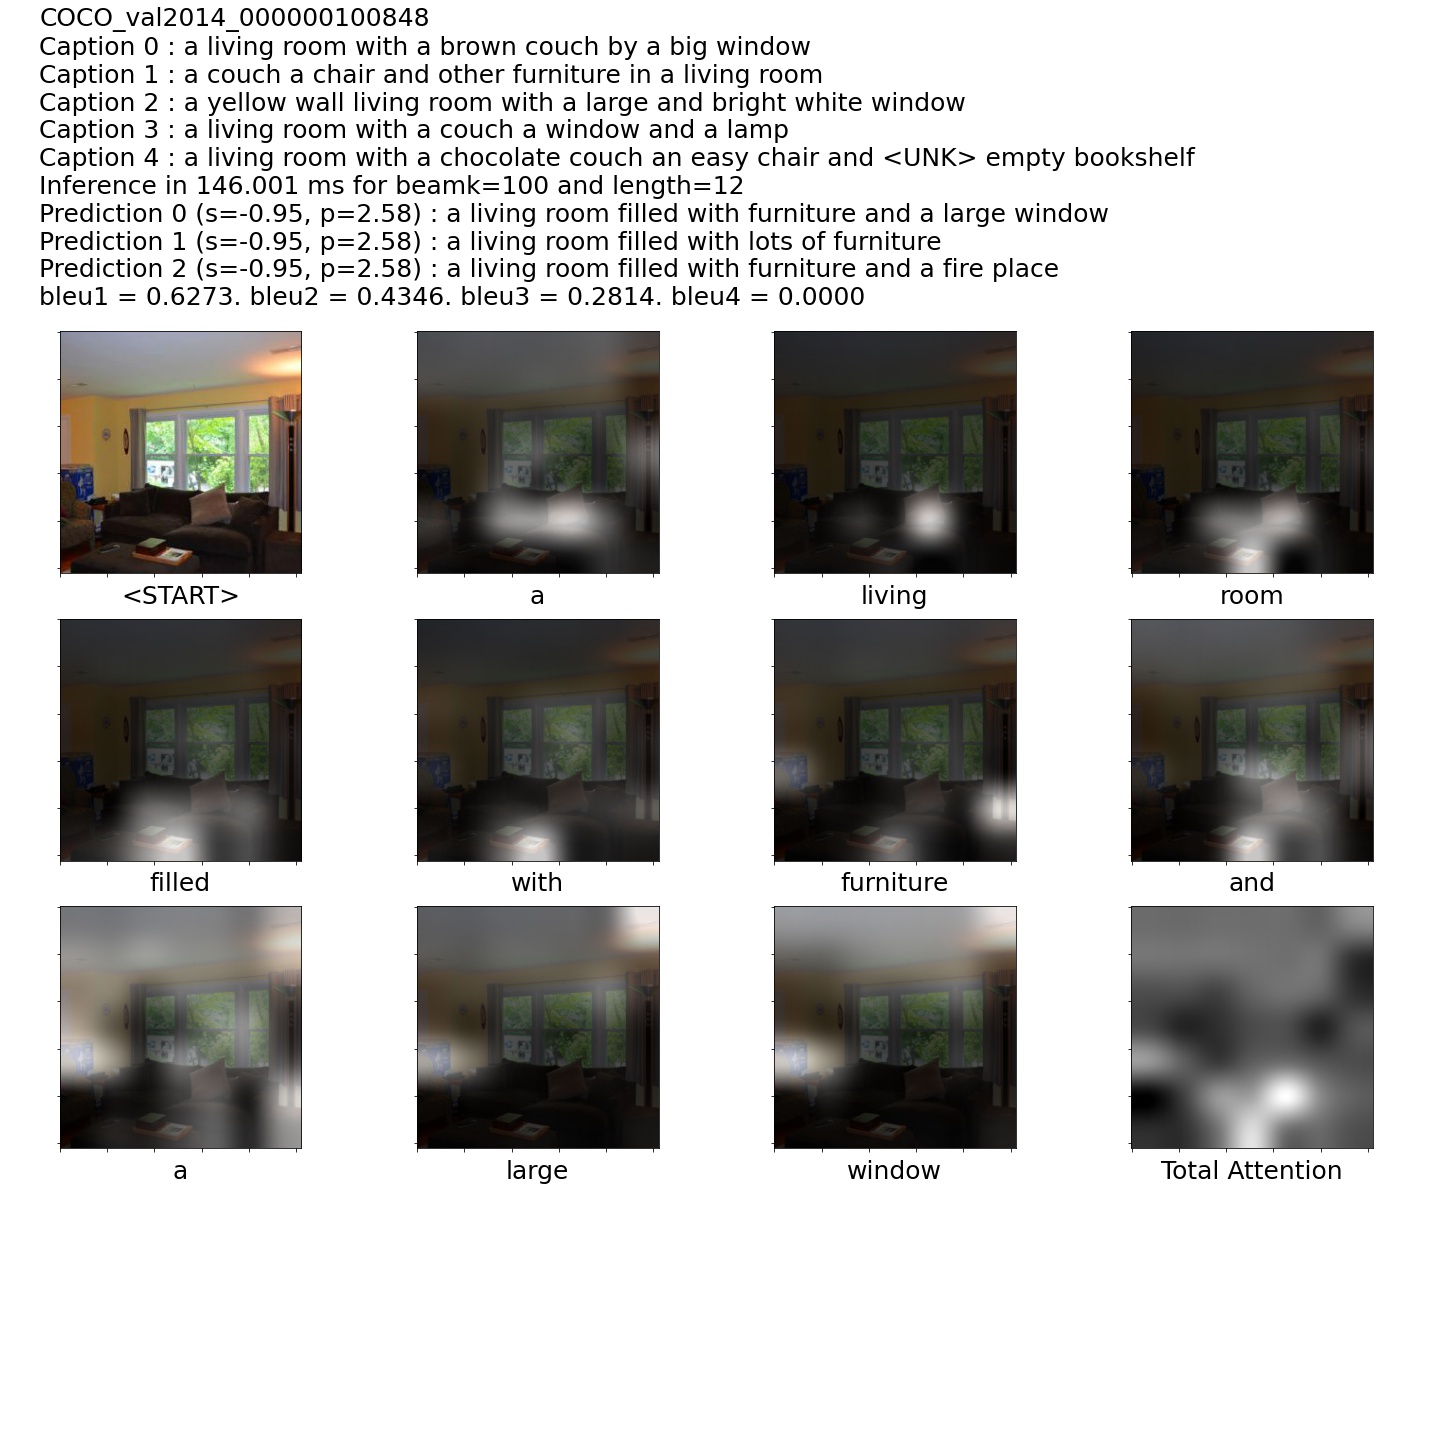 COCO_val2014_000000100848
Caption 0 : a living room with a brown couch by a big window
Caption 1 : a couch a chair and other furniture in a living room
Caption 2 : a yellow wall living room with a large and bright white window
Caption 3 : a living room with a couch a window and a lamp
Caption 4 : a living room with a chocolate couch an easy chair and <UNK> empty bookshelf
Inference in 146.001 ms for beamk=100 and length=12
Prediction 0 (s=-0.95, p=2.58) : a living room filled with furniture and a large window
Prediction 1 (s=-0.95, p=2.58) : a living room filled with lots of furniture
Prediction 2 (s=-0.95, p=2.58) : a living room filled with furniture and a fire place
bleu1 = 0.6273. bleu2 = 0.4346. bleu3 = 0.2814. bleu4 = 0.0000
<START> a living room
filled with furniture and
a large window Total Attention